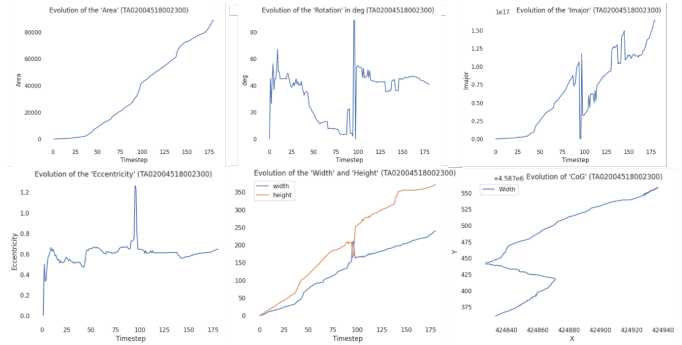 Evolution of the 'Area' (TA02004518002300)
Area
80000
60000
40000
20000
0
0 25 50 75 100 125 150 175
Timestep
Evolution of the 'Rotation' in deg (TA02004518002300)
deg
80
60
40
20
0
0 25 50 75 100 125 150 175
Timestep
Evolution of the 'Imajor' (TA02004518002300)
1e17
Imajor
1.50
1.25
1.00
0.75
0.50
0.25
0.00
0 25 50 75 100 125 150 175
Timestep
Evolution of the 'Eccentricity' (TA02004518002300)
Eccentricity
1.2
1.0
0.8
0.6
0.4
0.2
0.0
0 25 50 75 100 125 150 175
Timestep
Evolution of the 'Width' and 'Height' (TA02004518002300)
width
height
350
300
250
200
150
100
50
0
0 25 50 75 100 125 150 175
Timestep
+4.587e6
Evolution of 'CoG' (TA02004518002300)
Width
Y
550
525
500
475
450
425
400
375
424840 424860 424880 424900 424920 424940
X